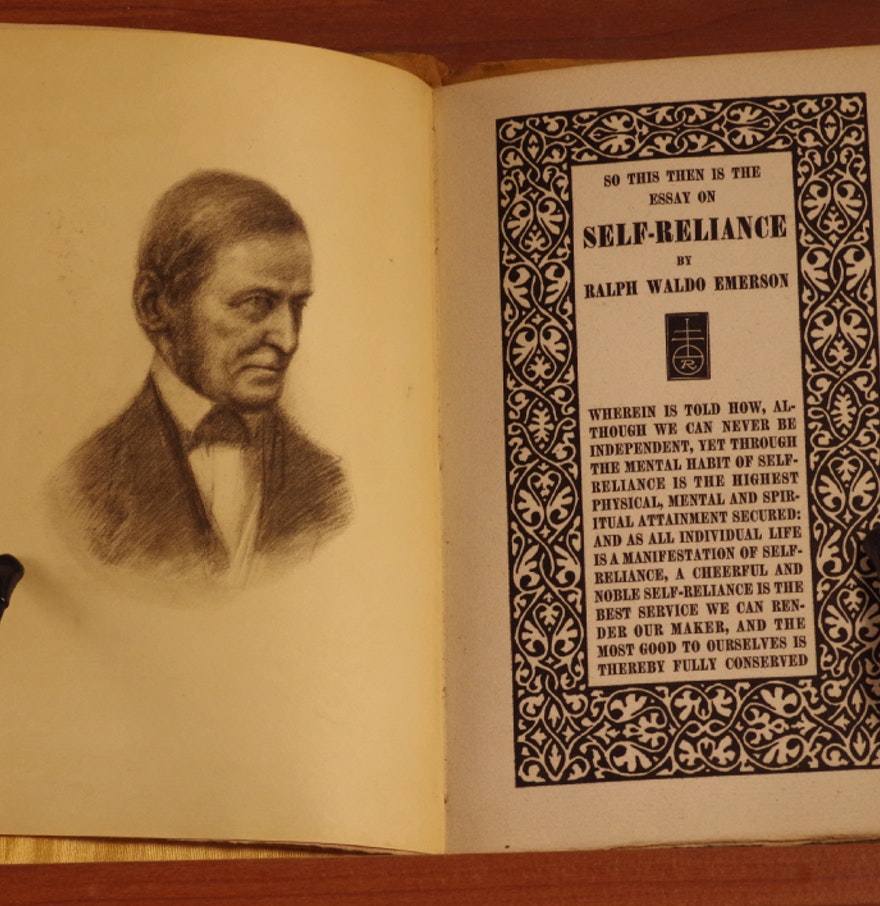 SO THIS THEN IS THE
ESSAY ON
SELF-RELIANCE
BY
RALPH WALDO EMERSON
R
WHEREIN IS TOLD HOW, AL-
THOUGH WE CAN NEVER BE
INDEPENDENT, YET THROUGH
THE MENTAL HABIT OF SELF-
RELIANCE IS THE HIGHEST
PHYSICAL, MENTAL AND SPIR-
ITUAL ATTAINMENT SECURED:
AND AS ALL INDIVIDUAL LIFE
IS A MANIFESTATION OF SELF-
RELIANCE, A CHEERFUL AND
NOBLE SELF-RELIANCE IS THE
BEST SERVICE WE CAN REN-
DER OUR MAKER, AND THE
MOST GOOD TO OURSELVES IS
THEREBY FULLY CONSERVED